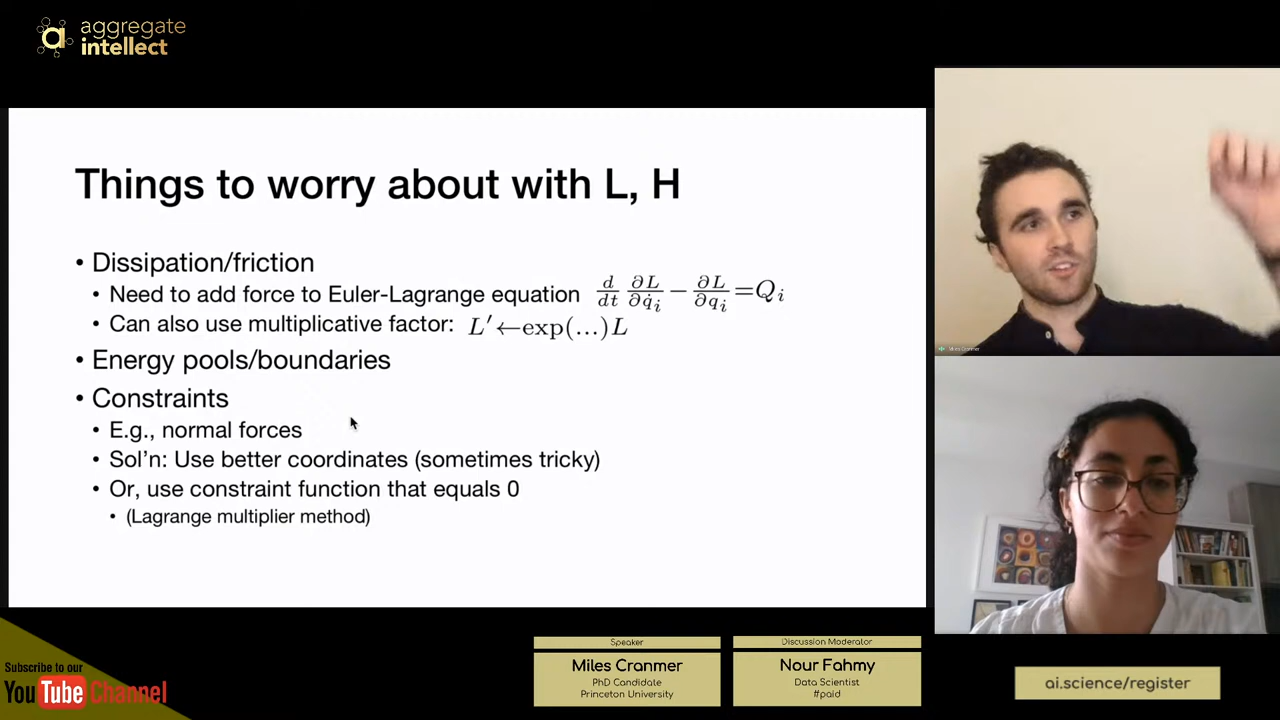 aggregate
intellect
Things to worry about with L, H
• Dissipation/friction
• Need to add force to Euler-Lagrange equation d/dt ∂L/∂q̇ᵢ − ∂L/∂qᵢ =Qᵢ
• Can also use multiplicative factor: L′←exp(...)L
• Energy pools/boundaries
• Constraints
• E.g., normal forces
• Sol'n: Use better coordinates (sometimes tricky)
• Or, use constraint function that equals 0
• (Lagrange multiplier method)
Miles Cranmer
Speaker
Miles Cranmer
PhD Candidate
Princeton University
Discussion Moderator
Nour Fahmy
Data Scientist
#paid
ai.science/register
Subscribe to our
YouTube Channel